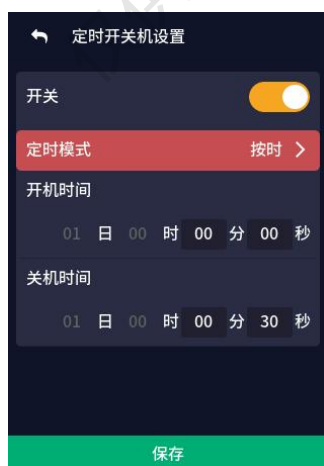 定时开关机设置
开关
定时模式 按时
开机时间
01 日 00 时 00 分 00 秒
关机时间
01 日 00 时 00 分 30 秒
保存